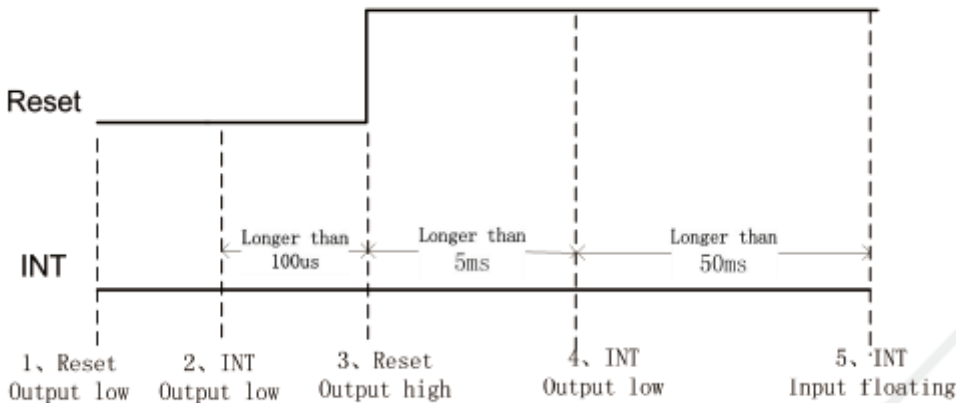 Reset
Longer than
100us
Longer than
5ms
Longer than
50ms
INT
1、Reset
Output low
2、INT
Output low
3、Reset
Output high
4、INT
Output low
5、INT
Input floating